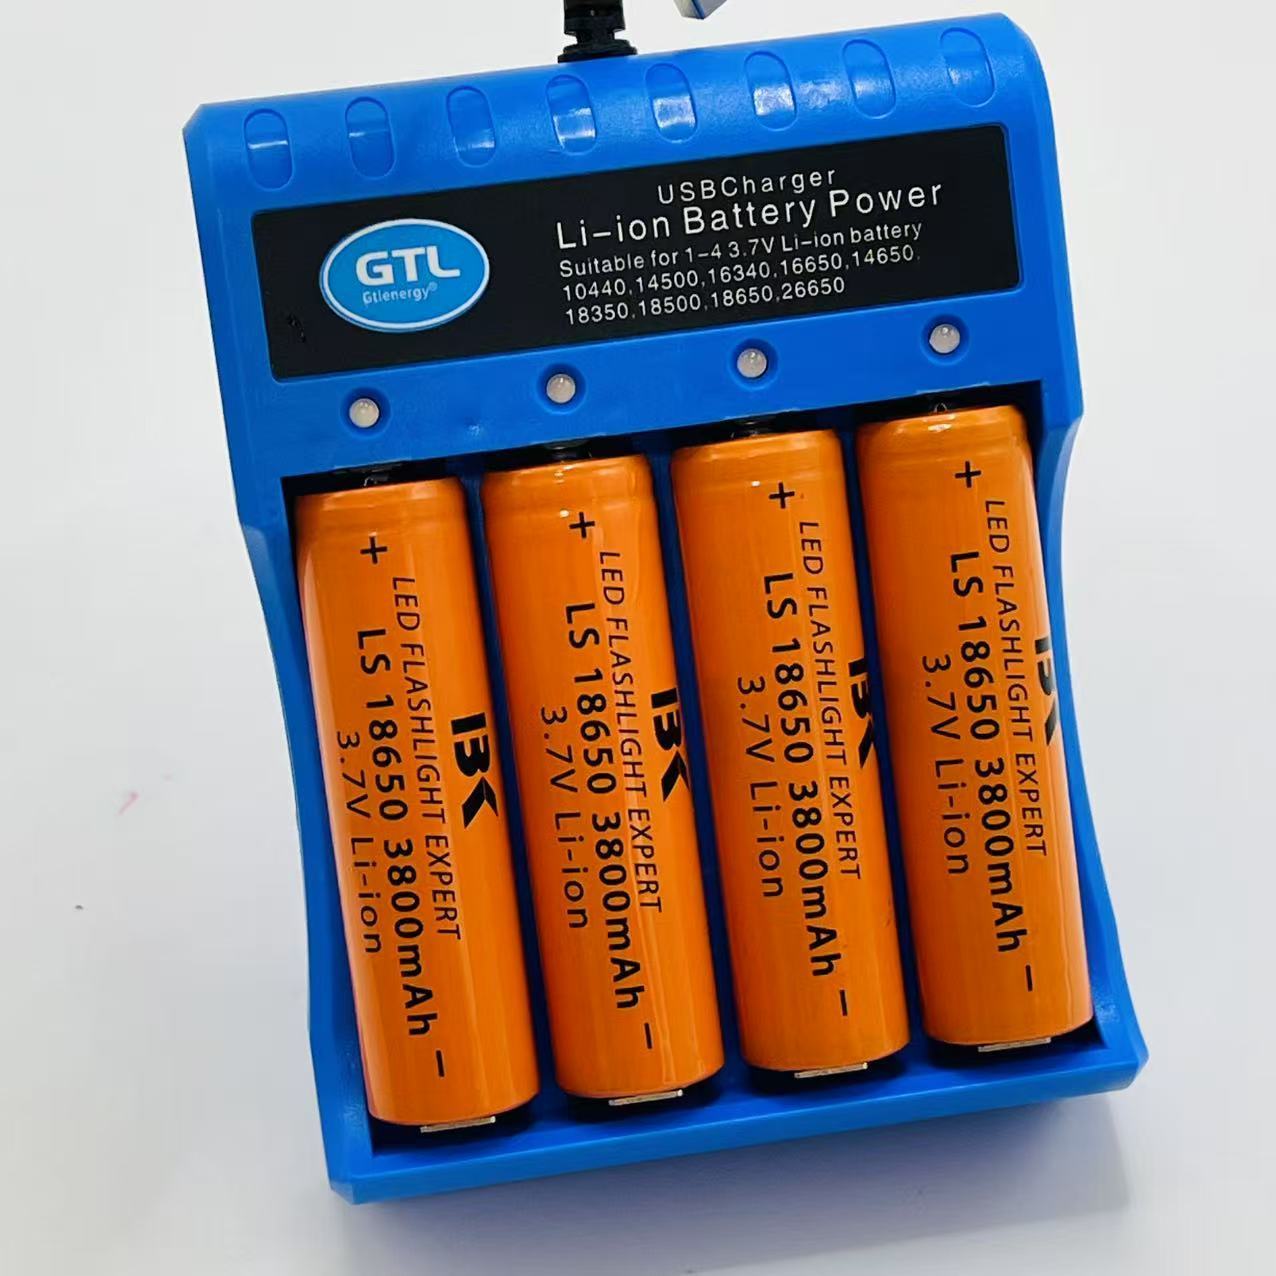 USBCharger
Li-ion Battery Power
Suitable for 1-4 3.7V Li-ion battery
10440,14500,16340,16650,14650,
18350,18500,18650,26650
GTL
Gtlenergy®
+
LED FLASHLIGHT EXPERT
LS 18650 3800mAh -
3.7V Li-ion
+
LED FLASHLIGHT EXPERT
LS 18650 3800mAh -
3.7V Li-ion
+
LED FLASHLIGHT EXPERT
LS 18650 3800mAh -
3.7V Li-ion
+
LED FLASHLIGHT EXPERT
LS 18650 3800mAh -
3.7V Li-ion